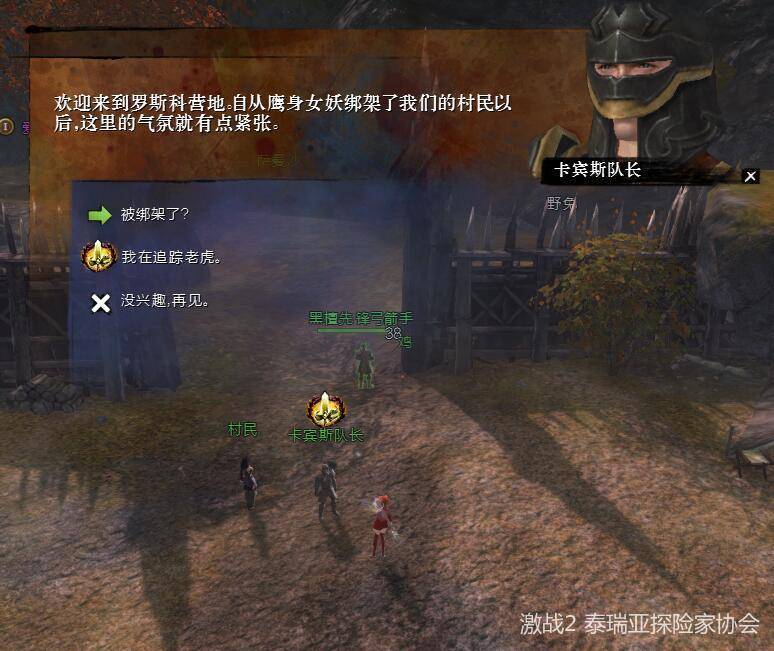 欢迎来到罗斯科营地.自从鹰身女妖绑架了我们的村民以
后,这里的气氛就有点紧张。
卡宾斯队长
野兔
被绑架了?
我在追踪老虎。
没兴趣,再见。
黑檀先锋弓箭手
38
鸡
村民
卡宾斯队长
激战2 泰瑞亚探险家协会